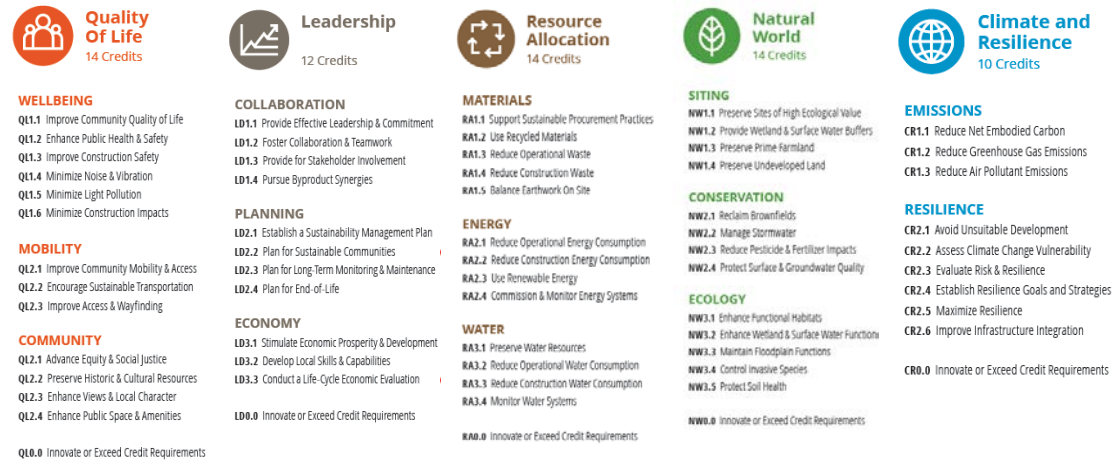 Quality
Of Life
14 Credits
WELLBEING
QL1.1 Improve Community Quality of Life
QL1.2 Enhance Public Health & Safety
QL1.3 Improve Construction Safety
QL1.4 Minimize Noise & Vibration
QL1.5 Minimize Light Pollution
QL1.6 Minimize Construction Impacts
MOBILITY
QL2.1 Improve Community Mobility & Access
QL2.2 Encourage Sustainable Transportation
QL2.3 Improve Access & Wayfinding
COMMUNITY
QL2.1 Advance Equity & Social Justice
QL2.2 Preserve Historic & Cultural Resources
QL2.3 Enhance Views & Local Character
QL2.4 Enhance Public Space & Amenities
QL0.0 Innovate or Exceed Credit Requirements
Leadership
12 Credits
COLLABORATION
LD1.1 Provide Effective Leadership & Commitment
LD1.2 Foster Collaboration & Teamwork
LD1.3 Provide for Stakeholder Involvement
LD1.4 Pursue Byproduct Synergies
PLANNING
LD2.1 Establish a Sustainability Management Plan
LD2.2 Plan for Sustainable Communities
LD2.3 Plan for Long-Term Monitoring & Maintenance
LD2.4 Plan for End-of-Life
ECONOMY
LD3.1 Stimulate Economic Prosperity & Development
LD3.2 Develop Local Skills & Capabilities
LD3.3 Conduct a Life-Cycle Economic Evaluation
LD0.0 Innovate or Exceed Credit Requirements
Resource
Allocation
14 Credits
MATERIALS
RA1.1 Support Sustainable Procurement Practices
RA1.2 Use Recycled Materials
RA1.3 Reduce Operational Waste
RA1.4 Reduce Construction Waste
RA1.5 Balance Earthwork On Site
ENERGY
RA2.1 Reduce Operational Energy Consumption
RA2.2 Reduce Construction Energy Consumption
RA2.3 Use Renewable Energy
RA2.4 Commission & Monitor Energy Systems
WATER
RA3.1 Preserve Water Resources
RA3.2 Reduce Operational Water Consumption
RA3.3 Reduce Construction Water Consumption
RA3.4 Monitor Water Systems
RA0.0 Innovate or Exceed Credit Requirements
Natural
World
14 Credits
SITING
NW1.1 Preserve Sites of High Ecological Value
NW1.2 Provide Wetland & Surface Water Buffers
NW1.3 Preserve Prime Farmland
NW1.4 Preserve Undeveloped Land
CONSERVATION
NW2.1 Reclaim Brownfields
NW2.2 Manage Stormwater
NW2.3 Reduce Pesticide & Fertilizer Impacts
NW2.4 Protect Surface & Groundwater Quality
ECOLOGY
NW3.1 Enhance Functional Habitats
NW3.2 Enhance Wetland & Surface Water Function
NW3.3 Maintain Floodplain Functions
NW3.4 Control Invasive Species
NW3.5 Protect Soil Health
NW0.0 Innovate or Exceed Credit Requirements
Climate and
Resilience
10 Credits
EMISSIONS
CR1.1 Reduce Net Embodied Carbon
CR1.2 Reduce Greenhouse Gas Emissions
CR1.3 Reduce Air Pollutant Emissions
RESILIENCE
CR2.1 Avoid Unsuitable Development
CR2.2 Assess Climate Change Vulnerability
CR2.3 Evaluate Risk & Resilience
CR2.4 Establish Resilience Goals and Strategies
CR2.5 Maximize Resilience
CR2.6 Improve Infrastructure Integration
CR0.0 Innovate or Exceed Credit Requirements